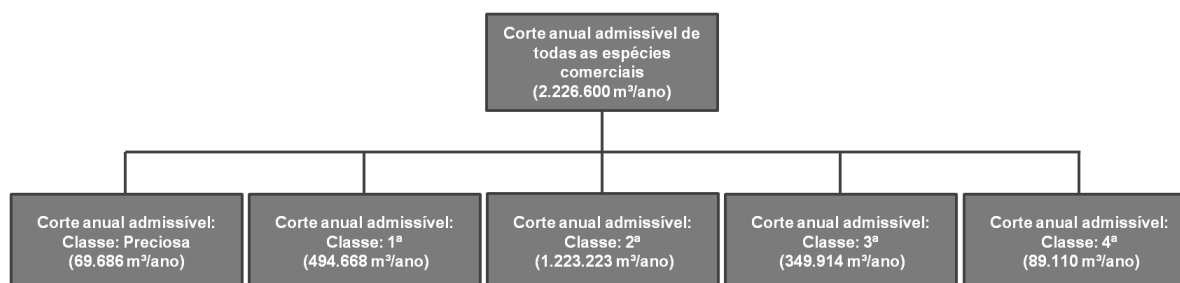 Corte anual admissível de
todas as espécies
comerciais
(2.226.600 m³/ano)
Corte anual admissível:
Classe: Preciosa
(69.686 m³/ano)
Corte anual admissível:
Classe: 1ª
(494.668 m³/ano)
Corte anual admissível:
Classe: 2ª
(1.223.223 m³/ano)
Corte anual admissível:
Classe: 3ª
(349.914 m³/ano)
Corte anual admissível:
Classe: 4ª
(89.110 m³/ano)